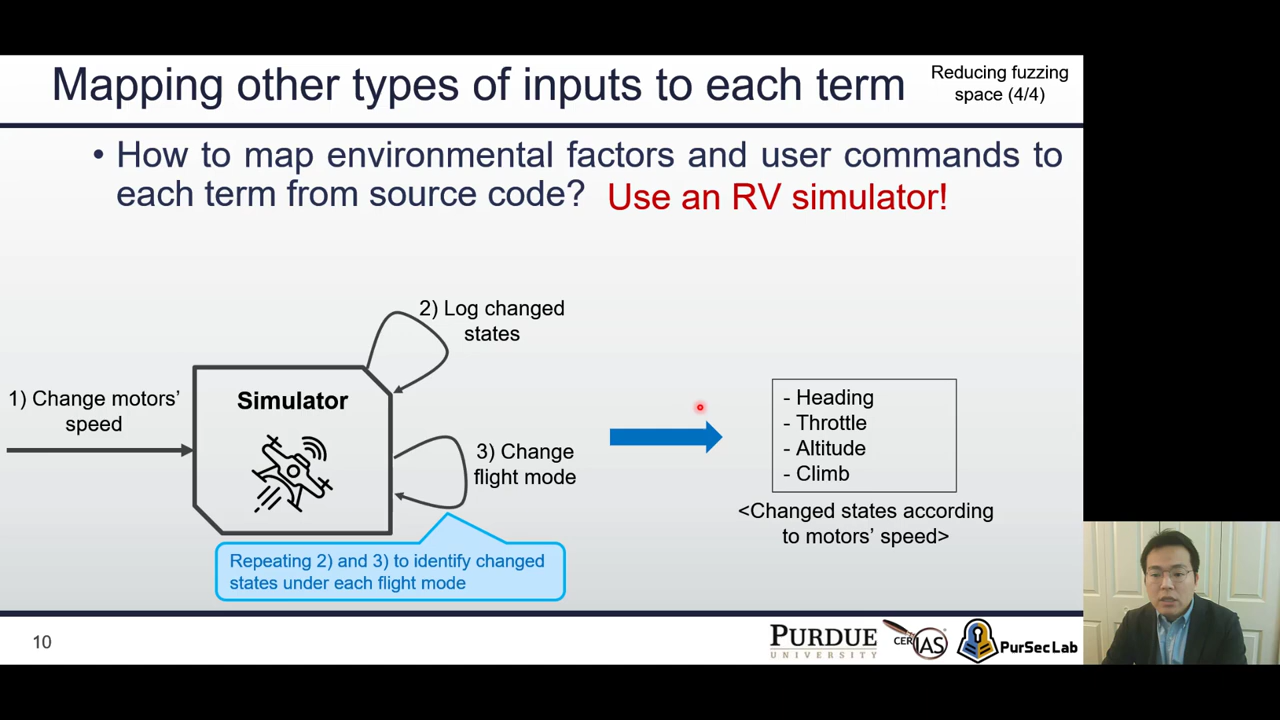 Mapping other types of inputs to each term
Reducing fuzzing
space (4/4)
• How to map environmental factors and user commands to
each term from source code? Use an RV simulator!
2) Log changed
states
1) Change motors’
speed
Simulator
3) Change
flight mode
- Heading
- Throttle
- Altitude
- Climb
<Changed states according
to motors’ speed>
Repeating 2) and 3) to identify changed
states under each flight mode
10
PURDUE
UNIVERSITY
CERIAS
PurSecLab